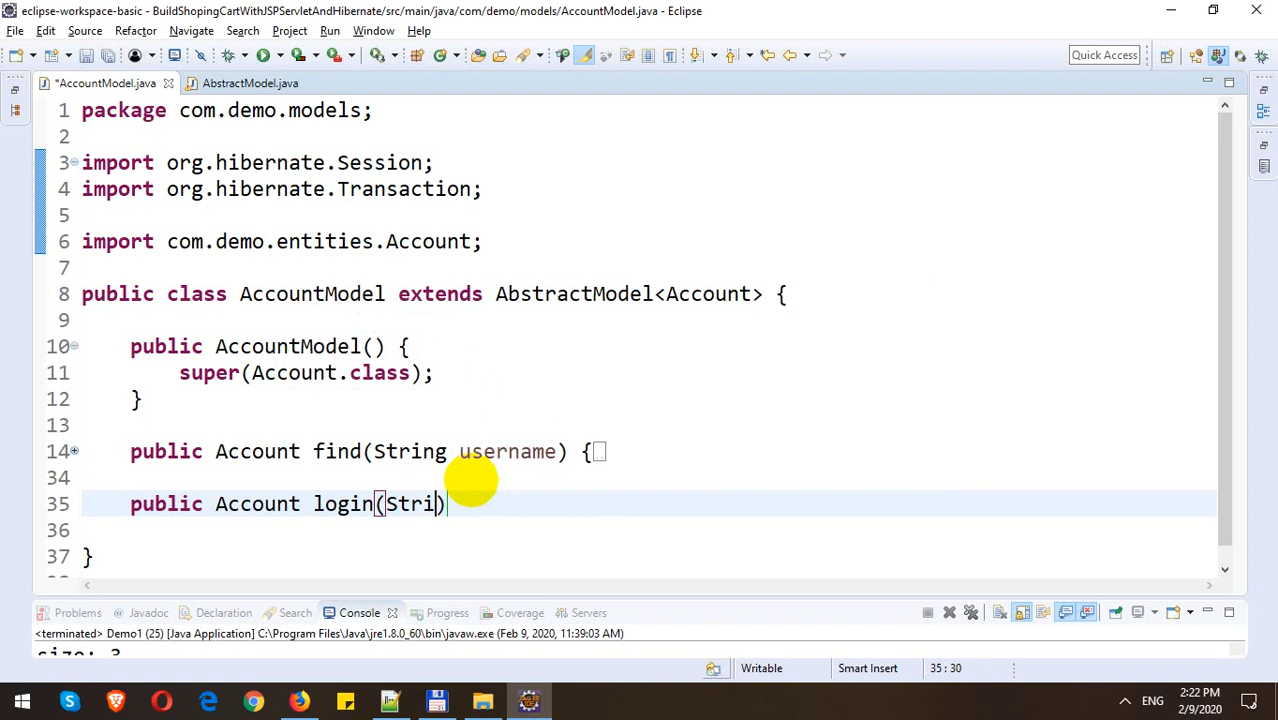 eclipse-workspace-basic - BuildShopingCartWithJSPServletAndHibernate/src/main/java/com/demo/models/AccountModel.java - Eclipse
File Edit Source Refactor Navigate Search Project Run Window Help
Quick Access
*AccountModel.java AbstractModel.java
1 package com.demo.models;
2
3 import org.hibernate.Session;
4 import org.hibernate.Transaction;
5
6 import com.demo.entities.Account;
7
8 public class AccountModel extends AbstractModel<Account> {
9
10 public AccountModel() {
11 super(Account.class);
12 }
13
14 public Account find(String username) {
34
35 public Account login(Stri)
36
37 }
Problems Javadoc Declaration Search Console Progress Coverage Servers
<terminated> Demo1 (25) [Java Application] C:\Program Files\Java\jre1.8.0_60\bin\javaw.exe (Feb 9, 2020, 11:39:03 AM)
size: 3
Writable Smart Insert 35 : 30
ENG 2:22 PM
2/9/2020